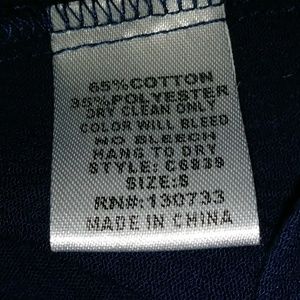 65%COTTON
35%POLYESTER
DRY CLEAN ONLY
COLOR WILL BLEED
NO BLEECH
HANG TO DRY
STYLE: C6839
SIZE:S
RN#:130733
MADE IN CHINA